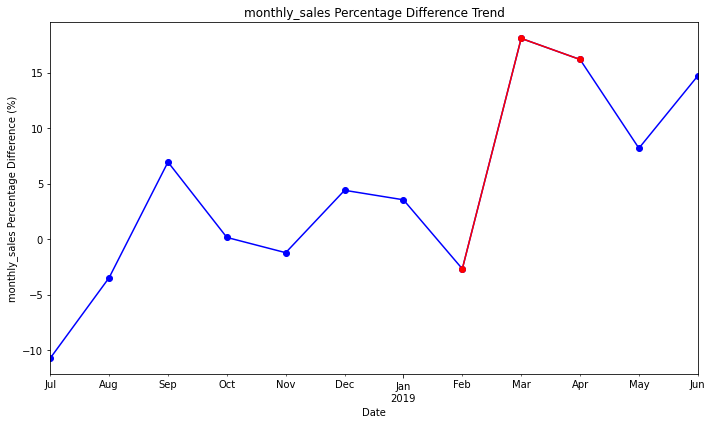 monthly_sales Percentage Difference Trend
monthly_sales Percentage Difference (%)
15
10
5
0
−5
−10
Jul Aug Sep Oct Nov Dec Jan Feb Mar Apr May Jun
2019
Date